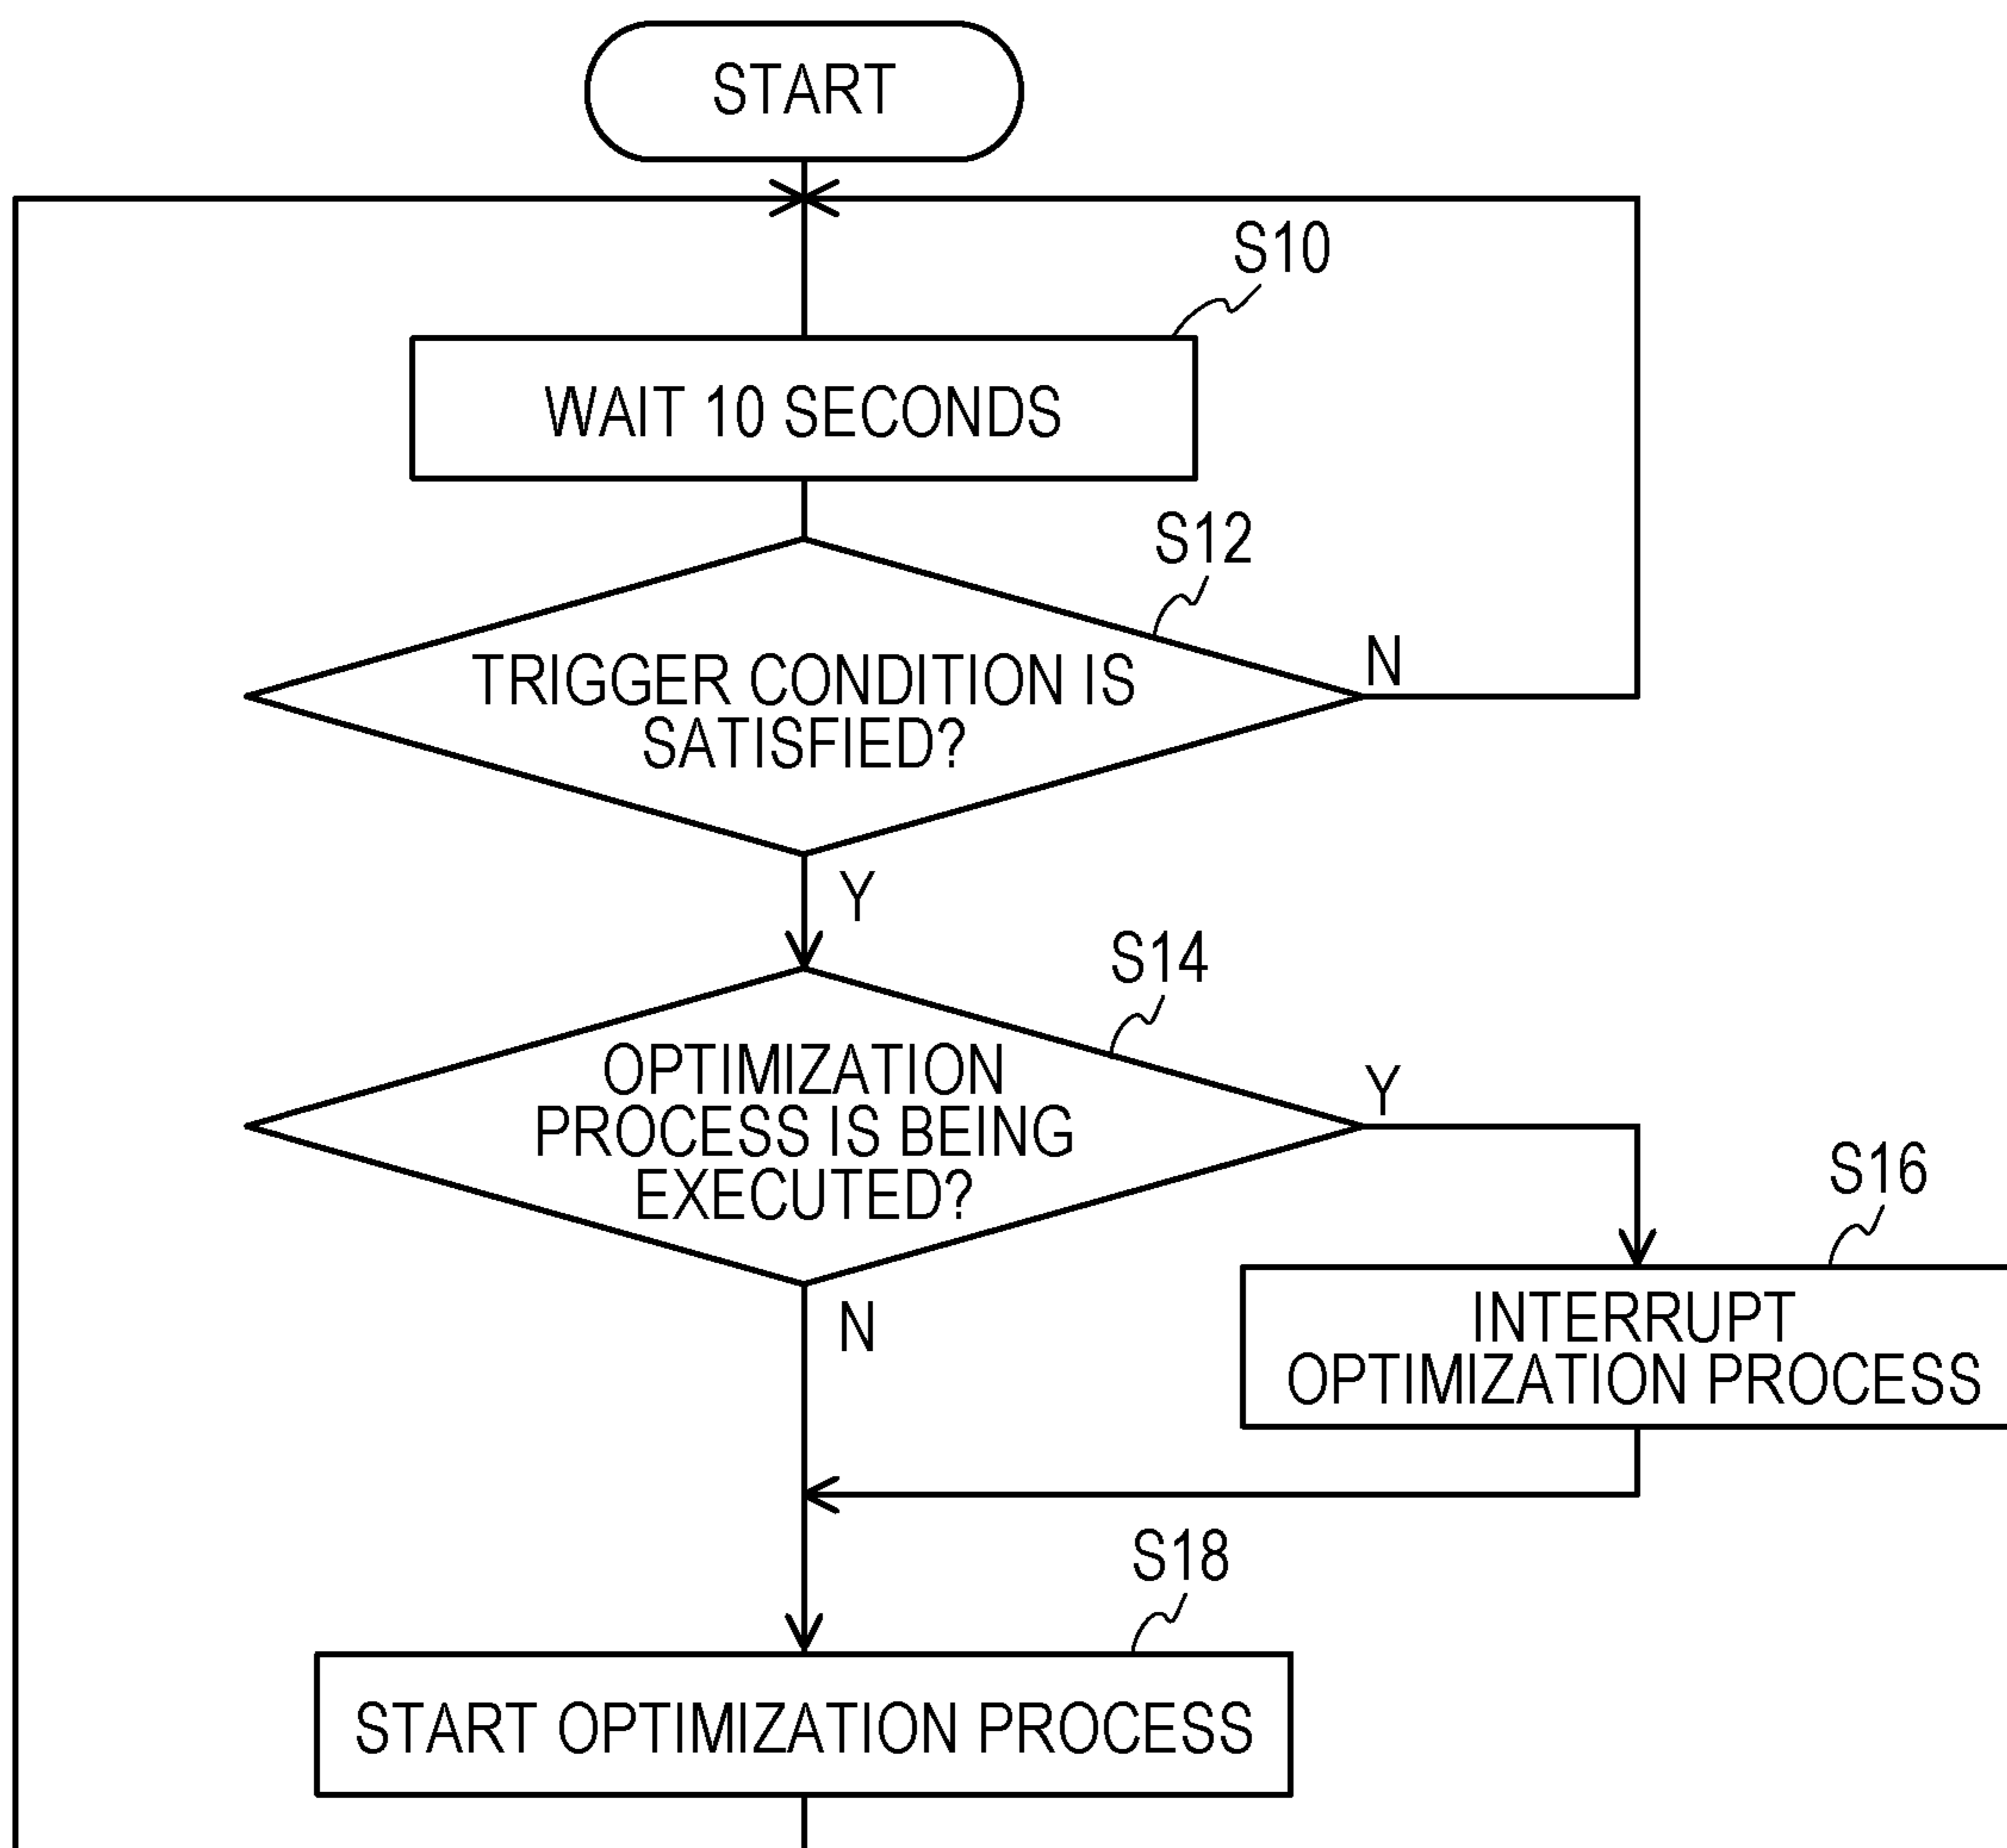 START
S10
WAIT 10 SECONDS
S12
TRIGGER CONDITION IS
SATISFIED?
N
Y
S14
OPTIMIZATION
PROCESS IS BEING
EXECUTED?
Y
N
S16
INTERRUPT
OPTIMIZATION PROCESS
S18
START OPTIMIZATION PROCESS